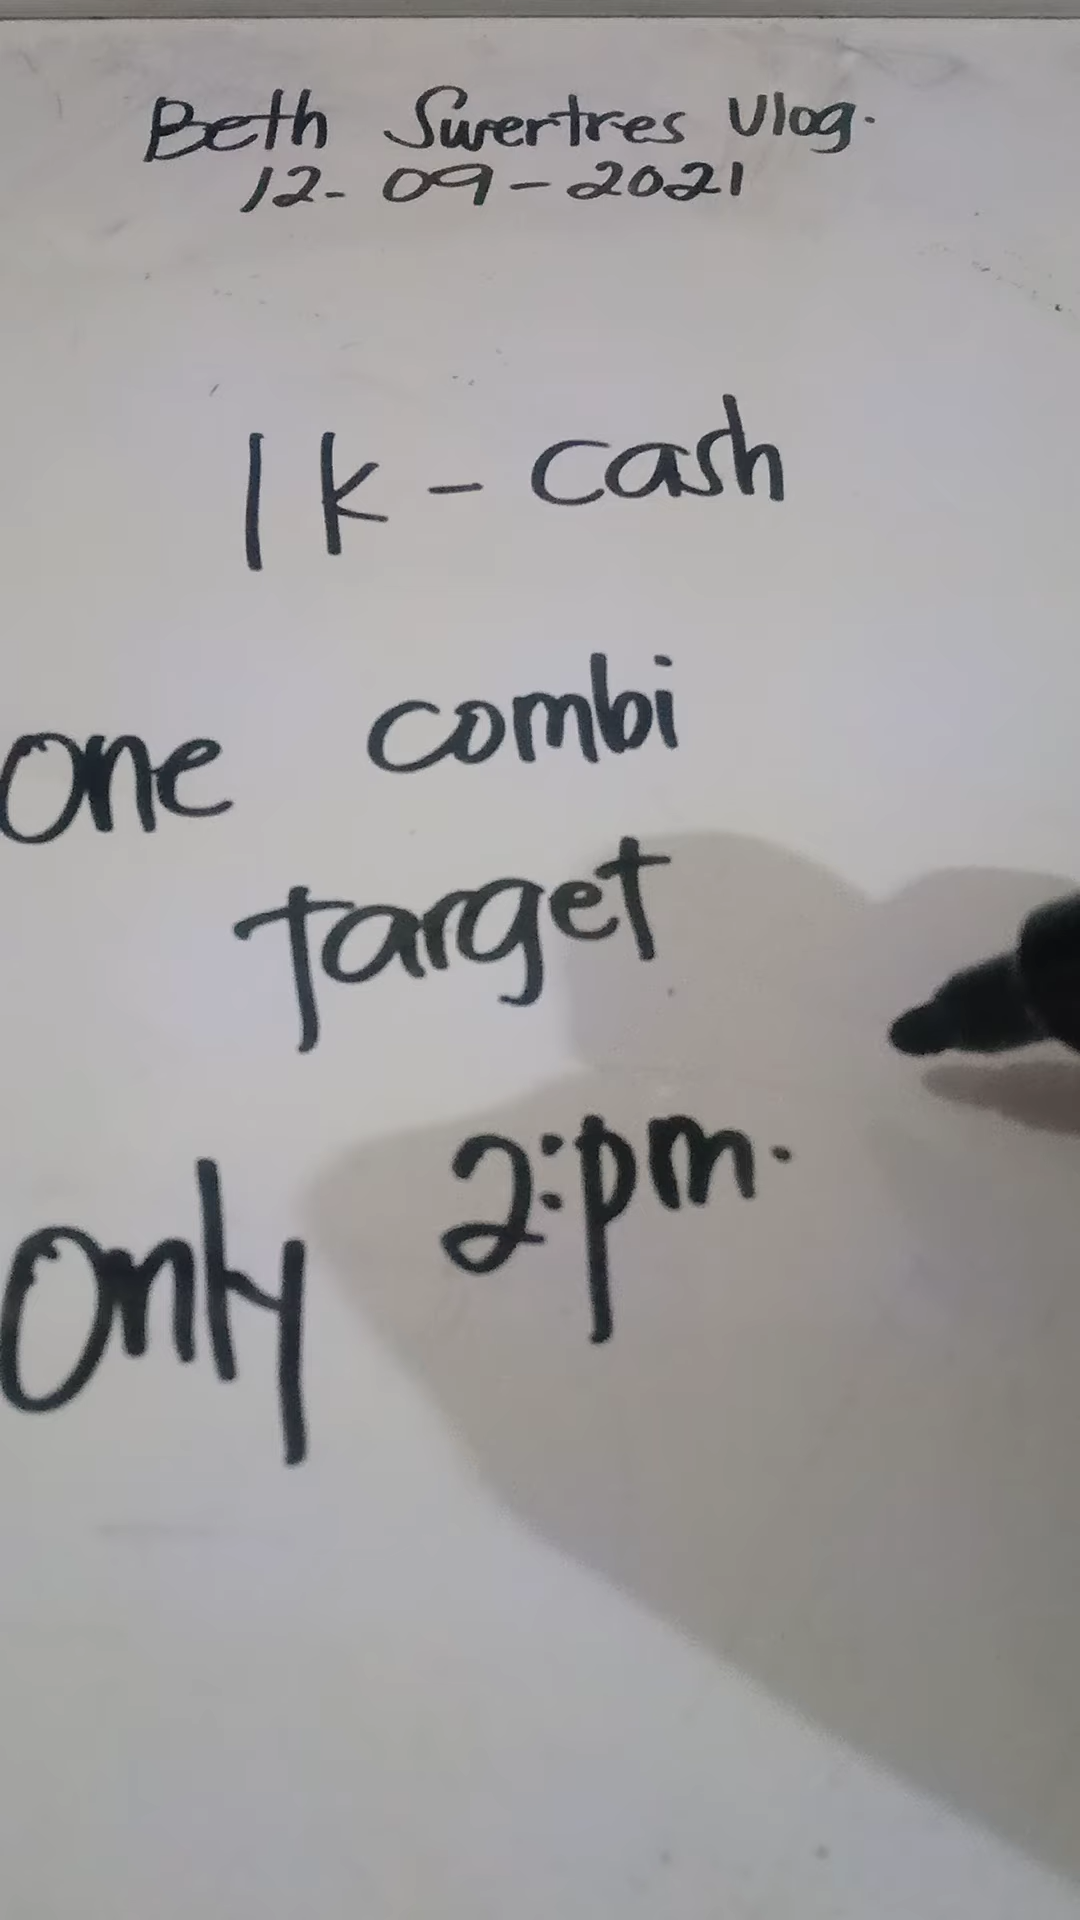 Beth Swertres Vlog.
12-09-2021
1k - cash
one combi
target
Only 2:pm.